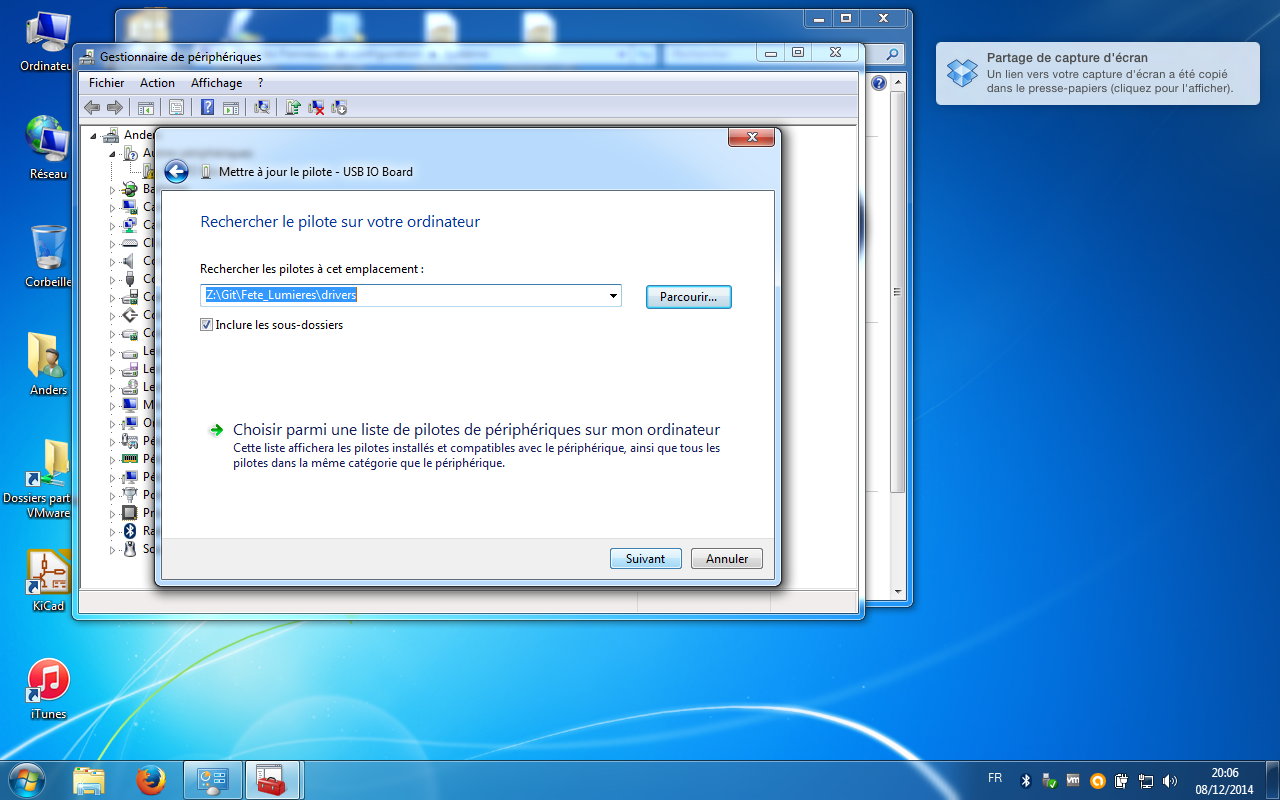 Ordinateu
Réseau
Corbeille
Anders
Dossiers part
VMware
KiCad
iTunes
Gestionnaire de périphériques
Fichier Action Affichage ?
Ander
Au
Ba
Ca
Ca
Cl
Co
Co
Co
Co
Co
Le
Le
Le
M
Or
Pé
Pé
Pé
Po
Pr
Ra
So
Mettre à jour le pilote - USB IO Board
Rechercher le pilote sur votre ordinateur
Rechercher les pilotes à cet emplacement :
Z:\Git\Fete_Lumieres\drivers
Parcourir...
Inclure les sous-dossiers
Choisir parmi une liste de pilotes de périphériques sur mon ordinateur
Cette liste affichera les pilotes installés et compatibles avec le périphérique, ainsi que tous les
pilotes dans la même catégorie que le périphérique.
Suivant
Annuler
Partage de capture d'écran
Un lien vers votre capture d'écran a été copié
dans le presse-papiers (cliquez pour l'afficher).
FR
20:06
08/12/2014